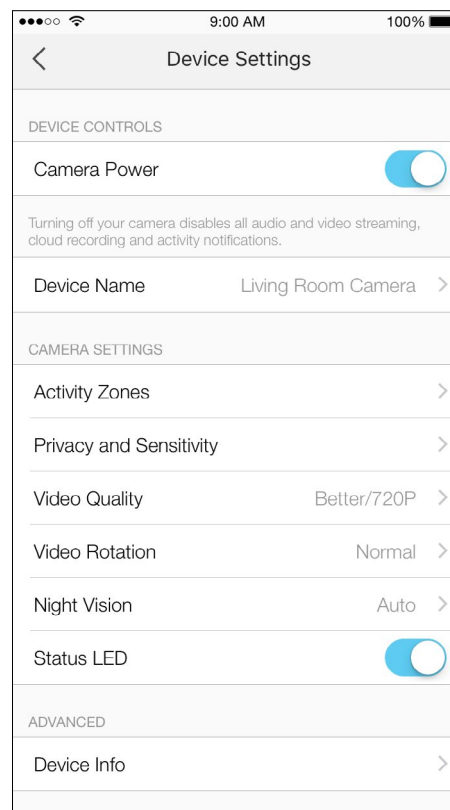 9:00 AM 100%
Device Settings
DEVICE CONTROLS
Camera Power
Turning off your camera disables all audio and video streaming,
cloud recording and activity notifications.
Device Name Living Room Camera
CAMERA SETTINGS
Activity Zones
Privacy and Sensitivity
Video Quality Better/720P
Video Rotation Normal
Night Vision Auto
Status LED
ADVANCED
Device Info